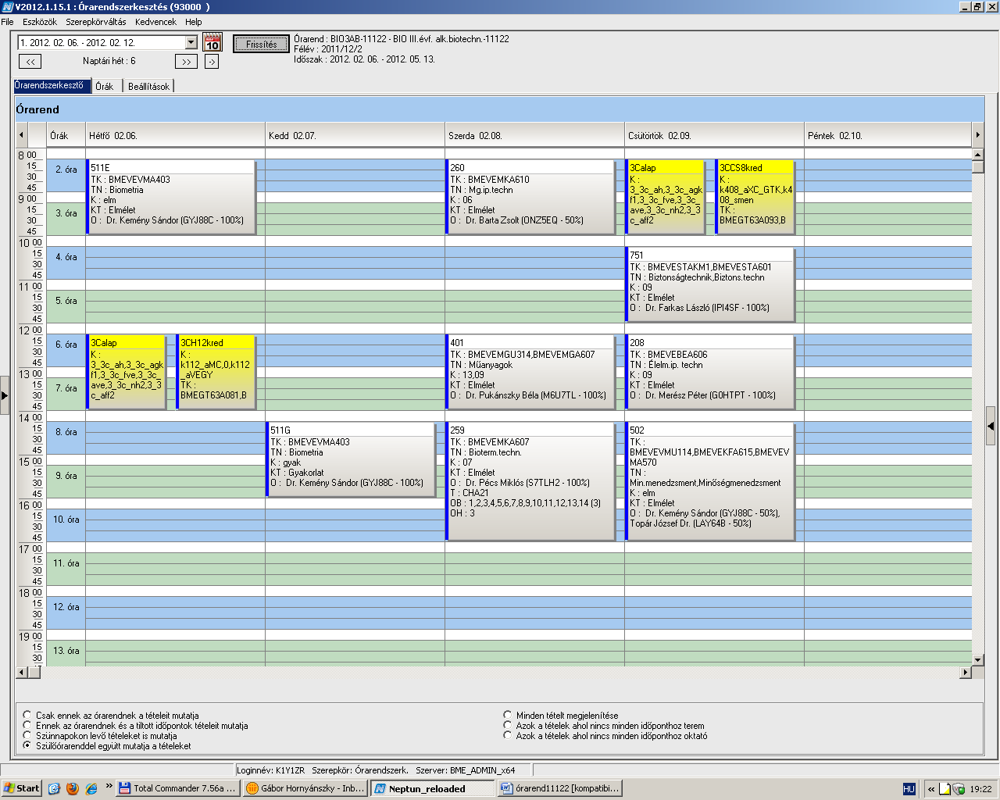 V2012.1.15.1 : Órarendszerkesztés (93000 )
File Eszközök Szerepkörváltás Kedvencek Help
1. 2012. 02. 06. - 2012. 02. 12.
10
Frissítés
Órarend : BIO3AB-11122 - BIO III.évf. alk.biotechn.-11122
Félév : 2011/12/2
Időszak : 2012. 02. 06. - 2012. 05. 13.
<< Naptári hét : 6 >> ->
Órarendszerkesztő Órák Beállítások
Órarend
Órák Hétfő 02.06. Kedd 02.07. Szerda 02.08. Csütörtök 02.09. Péntek 02.10.
8 00
15
30
45
9 00
15
30
45
10 00
15
30
45
11 00
15
30
45
12 00
15
30
45
13 00
15
30
45
14 00
15
30
45
15 00
15
30
45
16 00
15
30
45
17 00
15
30
45
18 00
15
30
45
19 00
15
30
2. óra
3. óra
4. óra
5. óra
6. óra
7. óra
8. óra
9. óra
10. óra
11. óra
12. óra
13. óra
511E
TK : BMEVEVMA403
TN : Biometria
K : elm
KT : Elmélet
O : Dr. Kemény Sándor (GYJ88C - 100%)
3Calap
K :
3_3c_ah,3_3c_agk
f1,3_3c_fve,3_3c_
ave,3_3c_nh2,3_3
c_aff2
3CH12kred
K :
k112_aMC,0,k112
_aVEGY
TK :
BMEGT63A081,B
511G
TK : BMEVEVMA403
TN : Biometria
K : gyak
KT : Gyakorlat
O : Dr. Kemény Sándor (GYJ88C - 100%)
260
TK : BMEVEMKA610
TN : Mg.ip.techn
K : 06
KT : Elmélet
O : Dr. Barta Zsolt (ONZ5EQ - 50%)
401
TK : BMEVEMGU314,BMEVEMGA607
TN : Műanyagok
K : 13,09
KT : Elmélet
O : Dr. Pukánszky Béla (M6U7TL - 100%)
259
TK : BMEVEMKA607
TN : Bioterm.techn.
K : 07
KT : Elmélet
O : Dr. Pécs Miklós (S7TLH2 - 100%)
T : CHA21
OB : 1,2,3,4,5,6,7,8,9,10,11,12,13,14 (3)
OH : 3
3Calap
K :
3_3c_ah,3_3c_agk
f1,3_3c_fve,3_3c_
ave,3_3c_nh2,3_3
c_aff2
3CCS8kred
K :
k408_aXC_GTK,k4
08_smen
TK :
BMEGT63A093,B
751
TK : BMEVESTAKM1,BMEVESTA601
TN : Biztonságtechnik,Biztons.techn
K : 09
KT : Elmélet
O : Dr. Farkas László (IPI4SF - 100%)
208
TK : BMEVEBEA606
TN : Élelm.ip. techn
K : 09
KT : Elmélet
O : Dr. Merész Péter (G0HTPT - 100%)
502
TK :
BMEVEVMU114,BMEVEKFA615,BMEVEV
MA570
TN :
Min.menedzsment,Minőségmenedzsment
K : elm
KT : Elmélet
O : Dr. Kemény Sándor (GYJ88C - 50%),
Topár József Dr. (LAY64B - 50%)
Csak ennek az órarendnek a tételeit mutatja
Ennek az órarendnek és a tiltott időpontok tételeit mutatja
Szünnapokon levő tételeket is mutatja
Szülőórarenddel együtt mutatja a tételeket
Minden tételt megjelenítése
Azok a tételek ahol nincs minden időponthoz terem
Azok a tételek ahol nincs minden időponthoz oktató
Loginnév: K1Y1ZR Szerepkör: Órarendszerk. Szerver: BME_ADMIN_x64
Start » Total Commander 7.56a ... Gábor Hornyánszky - Inb... Neptun_reloaded órarend11122 [kompatibi... HU « 19:22